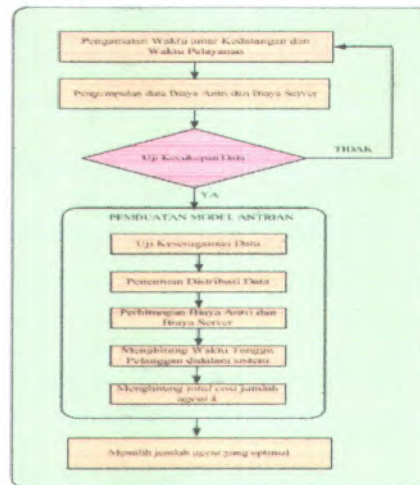 Pengamatan Waktu antar Kedatangan dan
Waktu Pelayanan
Pengumpulan data Biaya Antri dan Biaya Server
Uji Kecukupan Data
TIDAK
YA
PEMBUATAN MODEL ANTRIAN
Uji Keseragaman Data
Penentuan Distribusi Data
Perhitungan Biaya Antri dan
Biaya Server
Menghitung Waktu Tunggu
Pelanggan didalam sistem
Menghitung total cost jumlah
agent k
Memilih jumlah agent yang optimal